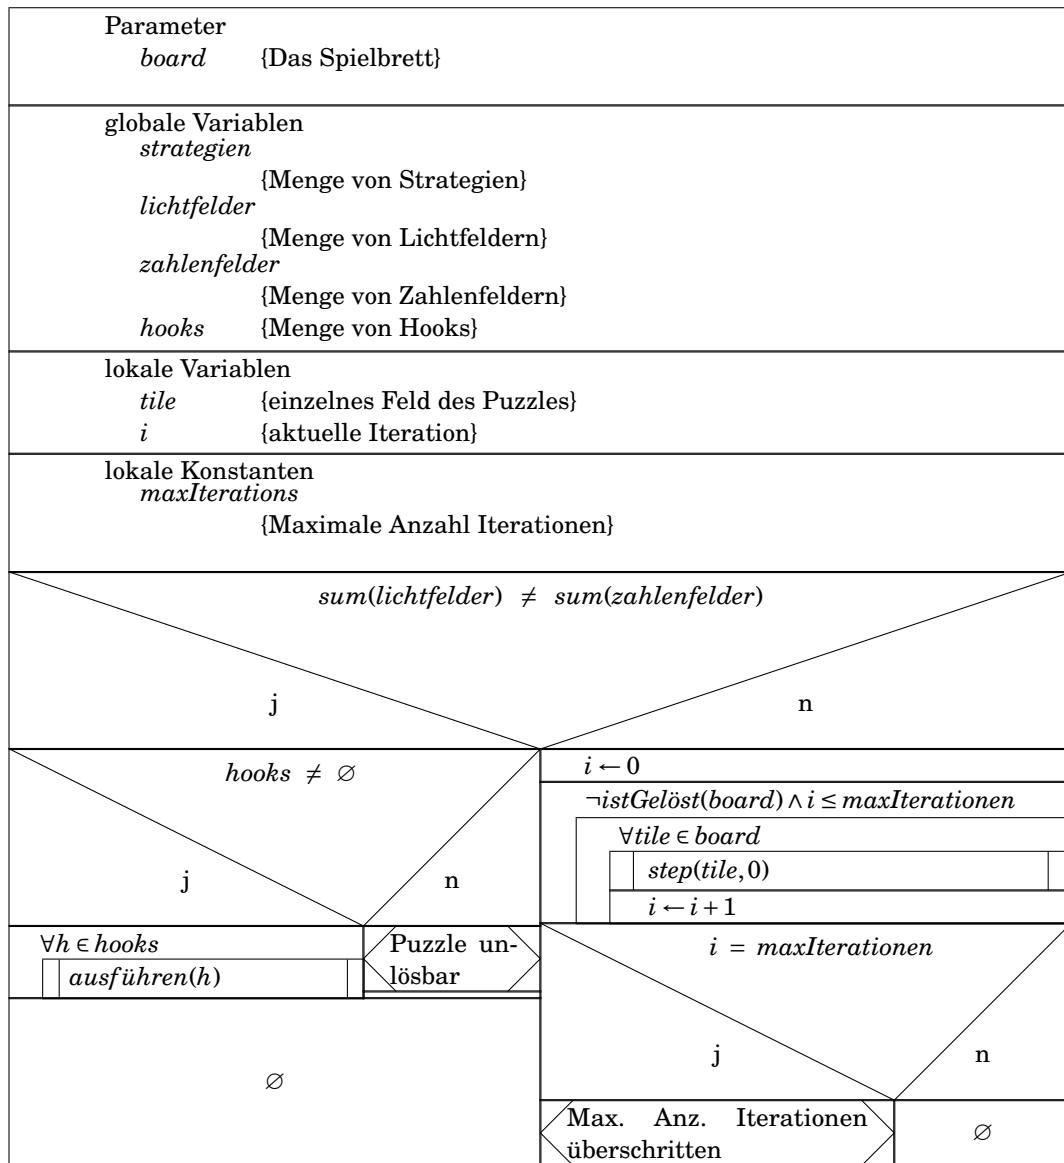 Parameter
board {Das Spielbrett}
globale Variablen
strategien
{Menge von Strategien}
lichtfelder
{Menge von Lichtfeldern}
zahlenfelder
{Menge von Zahlenfeldern}
hooks {Menge von Hooks}
lokale Variablen
tile {einzelnes Feld des Puzzles}
i {aktuelle Iteration}
lokale Konstanten
maxIterations
{Maximale Anzahl Iterationen}
sum(lichtfelder) ≠ sum(zahlenfelder)
j n
hooks ≠ ∅
j n
∀h ∈ hooks
ausführen(h)
Puzzle un-
lösbar
∅
i ← 0
¬istGelöst(board) ∧ i ≤ maxIterationen
∀tile ∈ board
step(tile,0)
i ← i + 1
i = maxIterationen
j n
Max. Anz. Iterationen
überschritten
∅